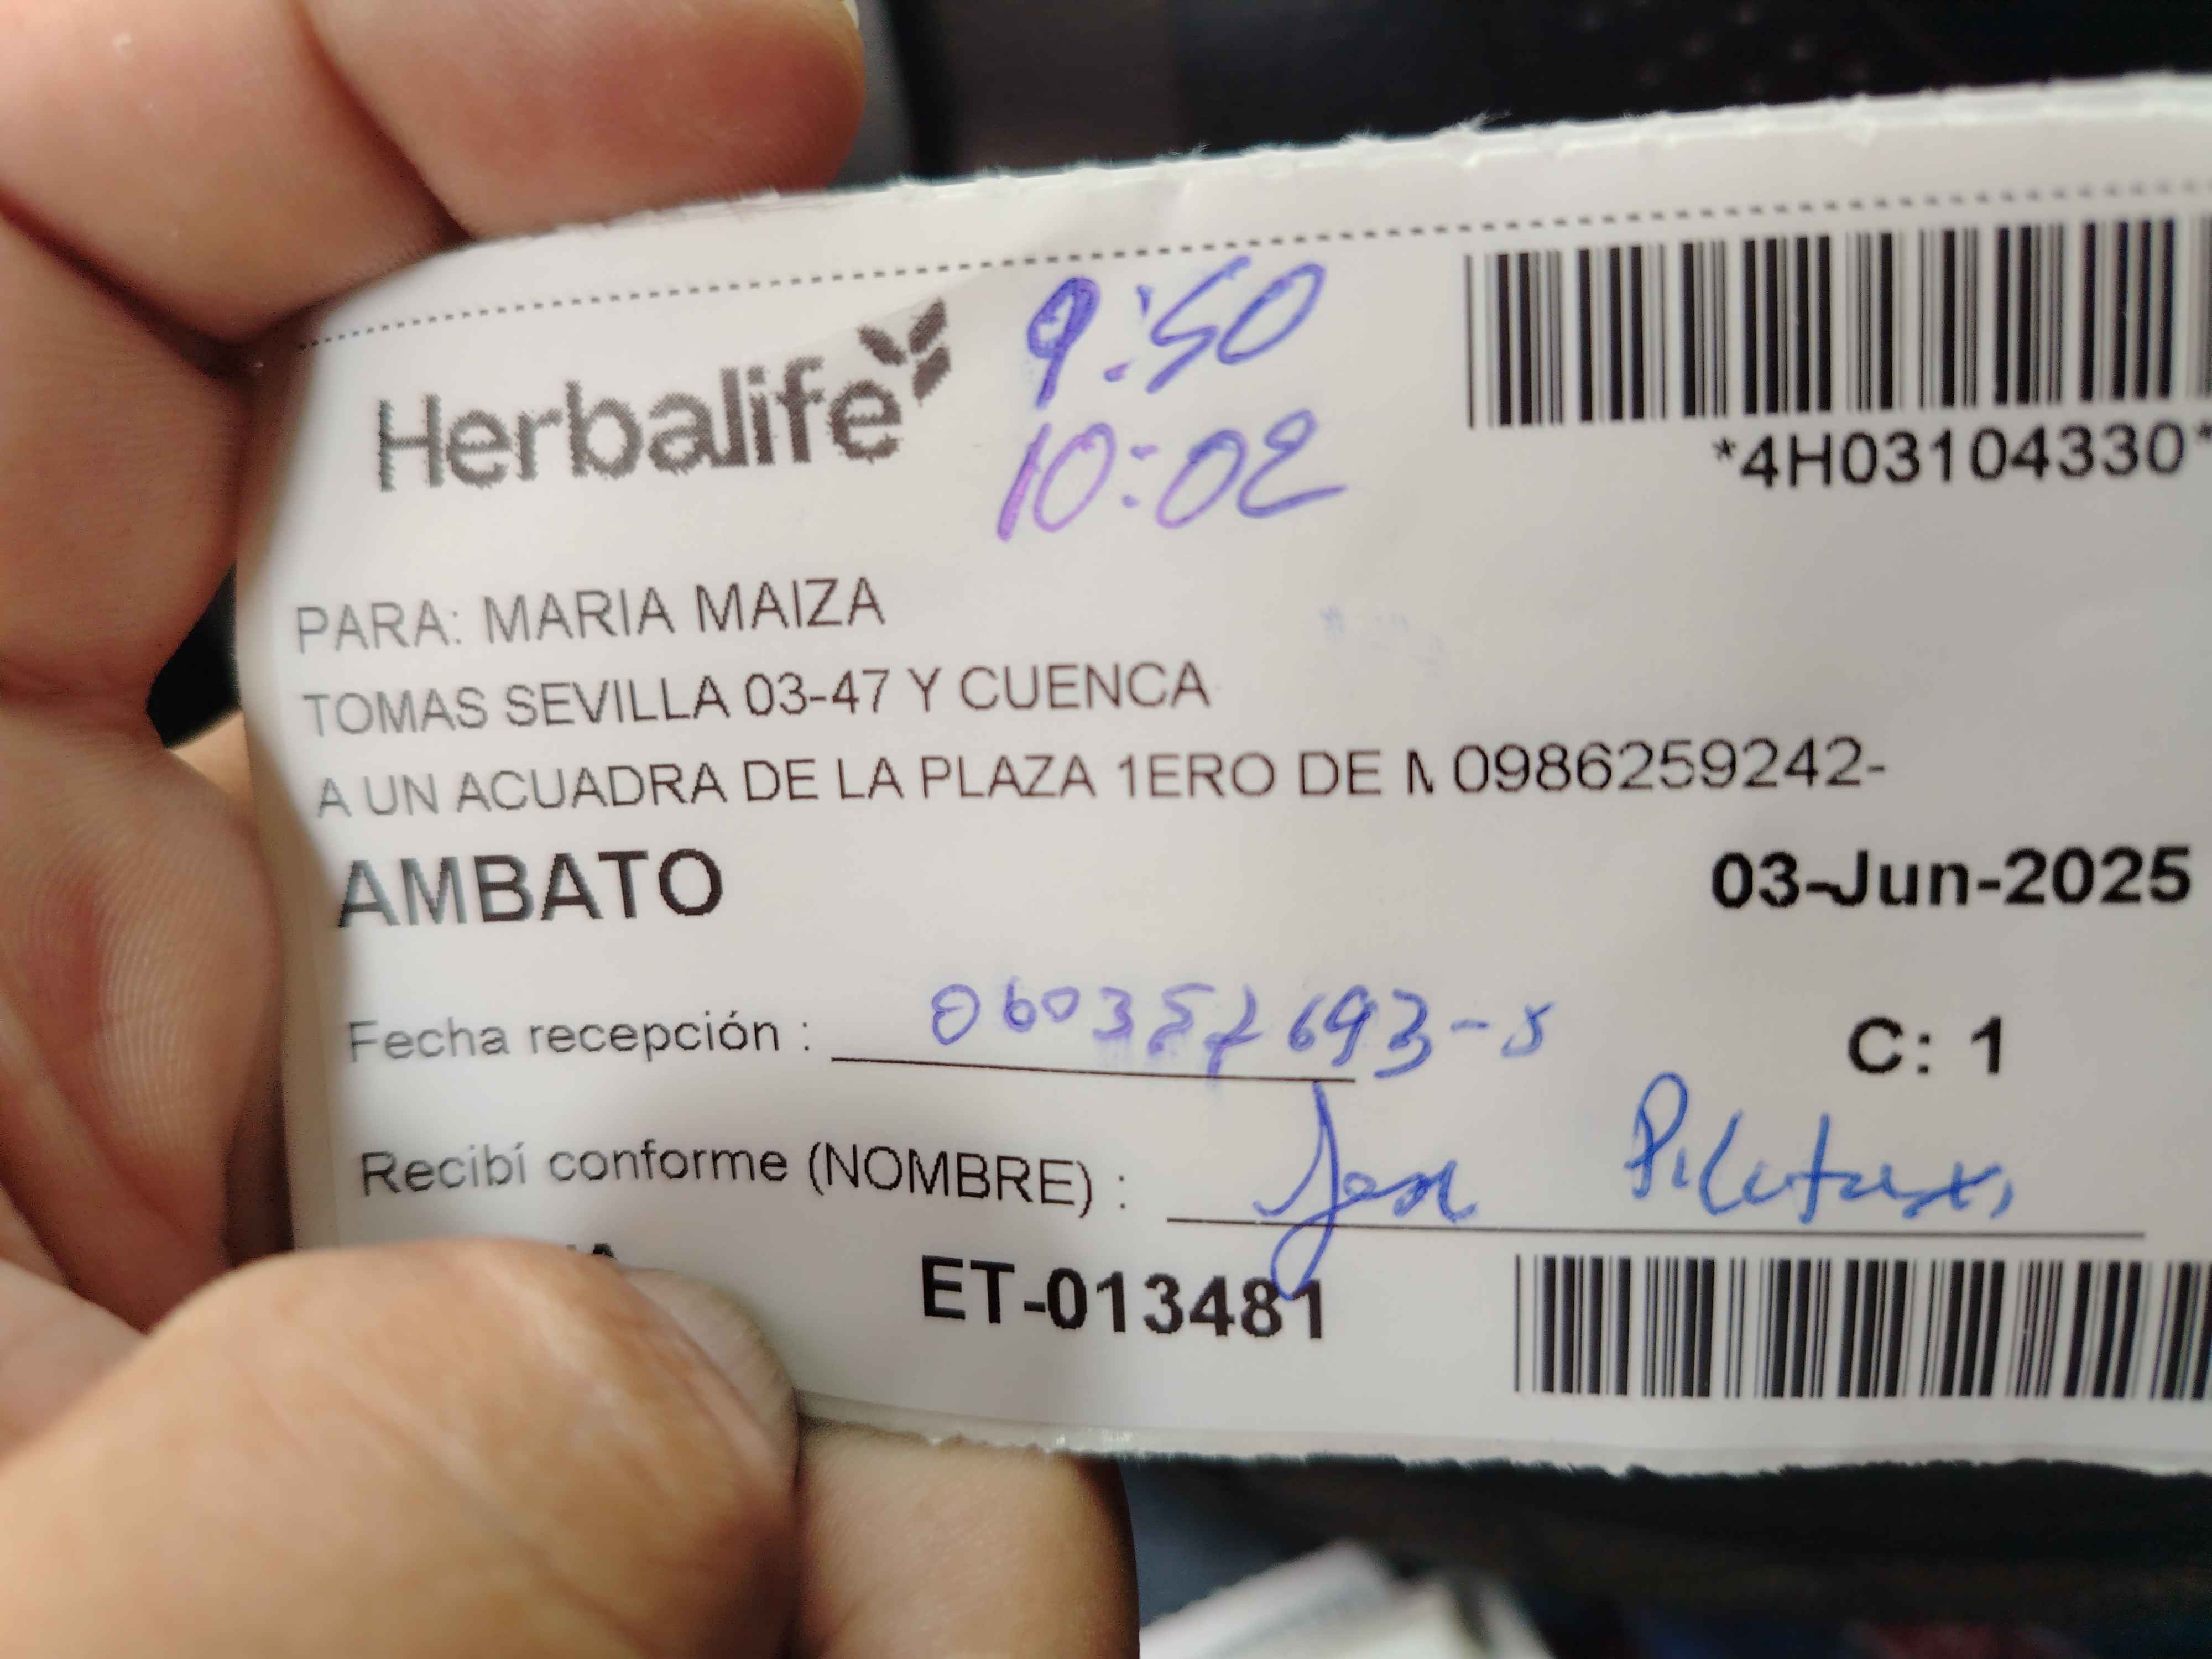 Herbalife
9:50
10:02
*4H03104330*
PARA: MARIA MAIZA
TOMAS SEVILLA 03-47 Y CUENCA
A UN ACUADRA DE LA PLAZA 1ERO DE M 0986259242-
AMBATO
03-Jun-2025
Fecha recepción :
C: 1
Recibí conforme (NOMBRE) :
ET-013481